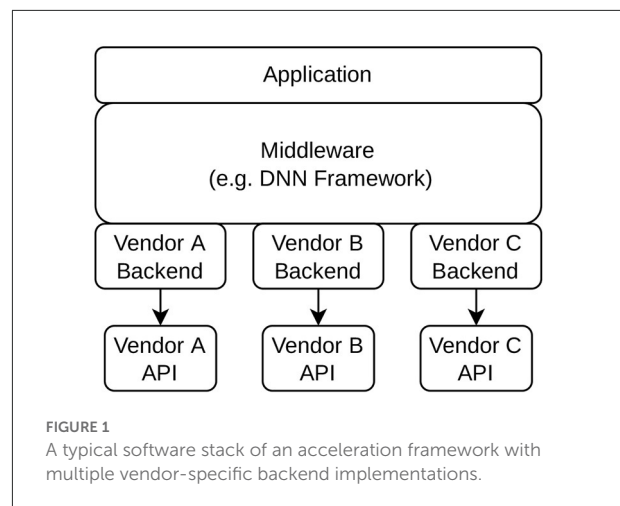 Application
Middleware
(e.g. DNN Framework)
Vendor A
Backend
Vendor B
Backend
Vendor C
Backend
Vendor A
API
Vendor B
API
Vendor C
API
FIGURE 1
A typical software stack of an acceleration framework with
multiple vendor-specific backend implementations.